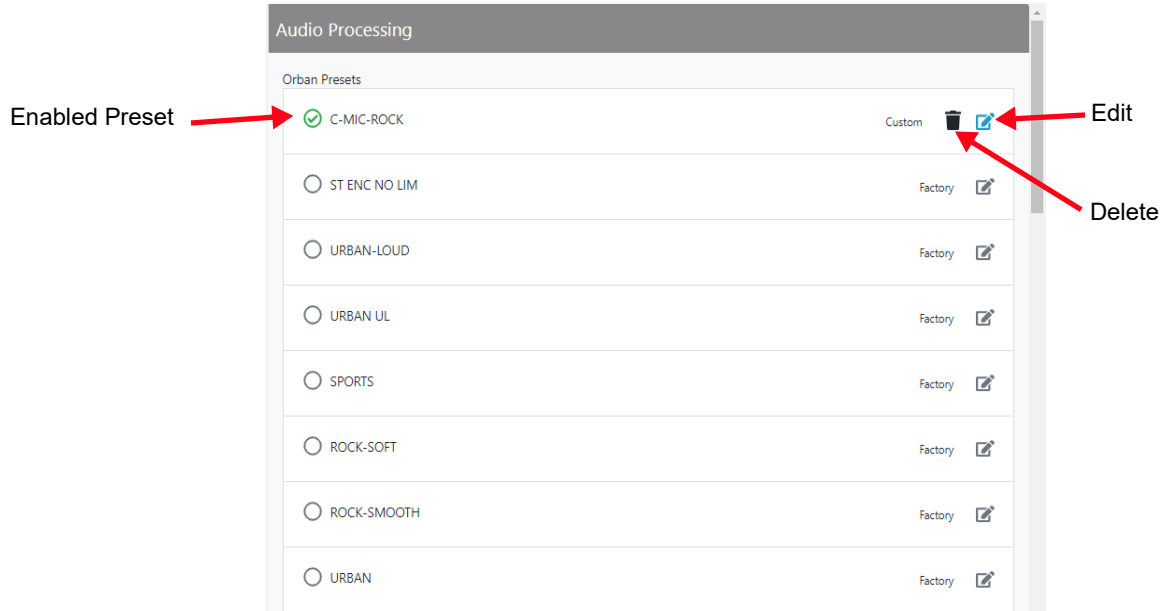 Audio Processing
Orban Presets
Enabled Preset
C-MIC-ROCK
Custom
Edit
ST ENC NO LIM
Factory
Delete
URBAN-LOUD
Factory
URBAN UL
Factory
SPORTS
Factory
ROCK-SOFT
Factory
ROCK-SMOOTH
Factory
URBAN
Factory